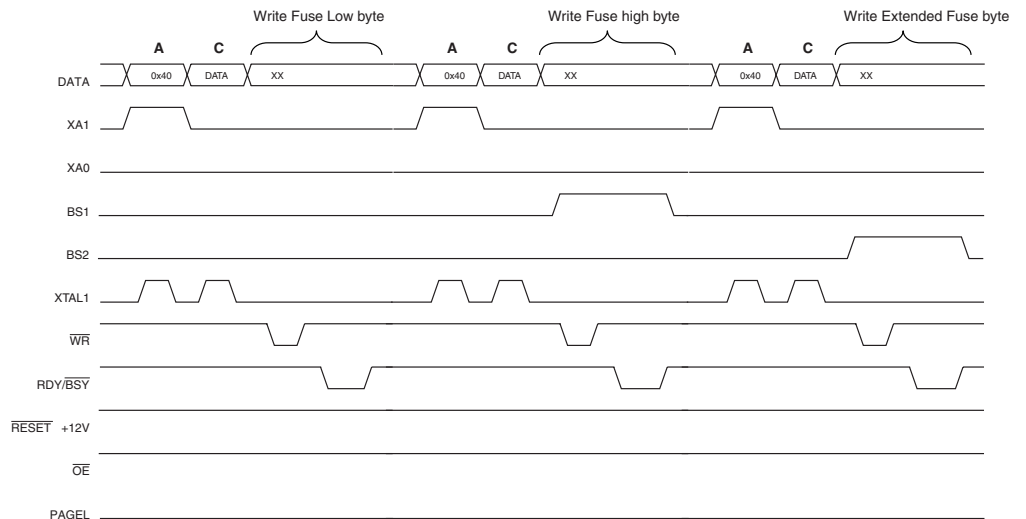 Write Fuse Low byte Write Fuse high byte Write Extended Fuse byte
A C A C A C
DATA 0x40 DATA XX 0x40 DATA XX 0x40 DATA XX
XA1
XA0
BS1
BS2
XTAL1
WR
RDY/BSY
RESET +12V
OE
PAGEL